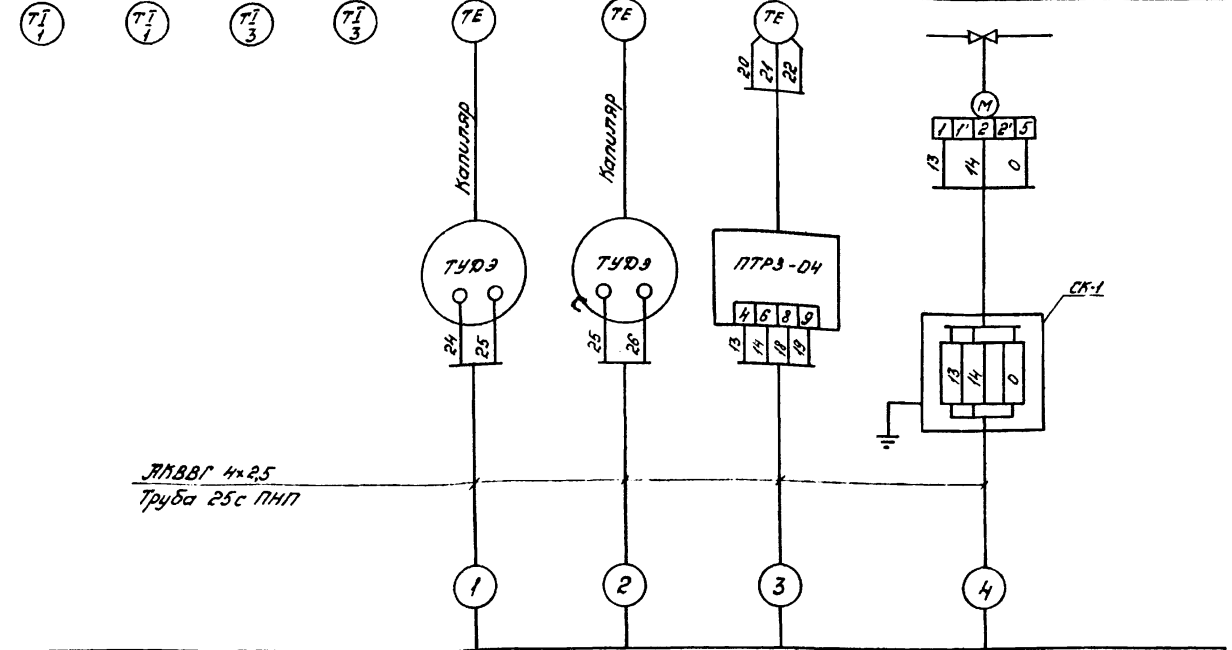 TI TI TI TI TE TE TE
1 1 3 3
20 21 22
Капиляр Капиляр
М
1 1' 2 2' 5
13 14 0
ТУДЭ ТУДЭ ПТРЗ-04
4 6 8 9
24 25 25 26 13 14 18 19
СК-1
13 14 0
АКВВГ 4х2,5
Труба 25с ПНП
1 2 3 4